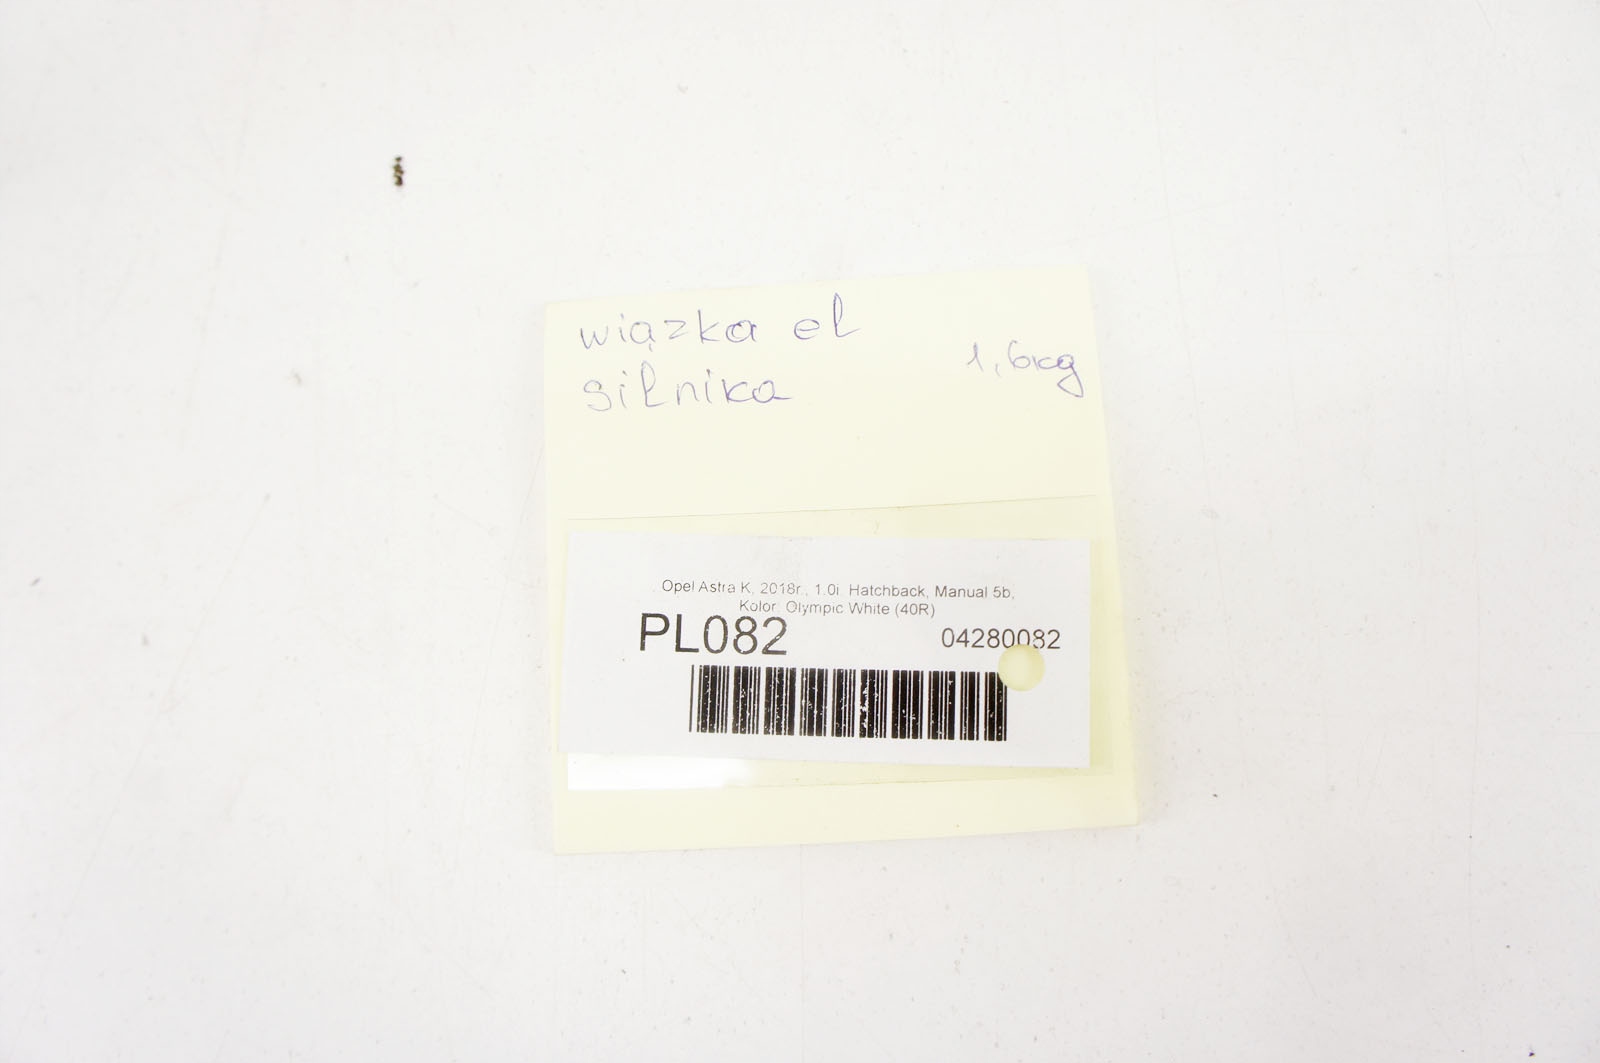 wiązka el
silnika
1,6kg
Opel Astra K, 2018r., 1.0i, Hatchback, Manual 5b,
Kolor: Olympic White (40R)
PL082
04280082